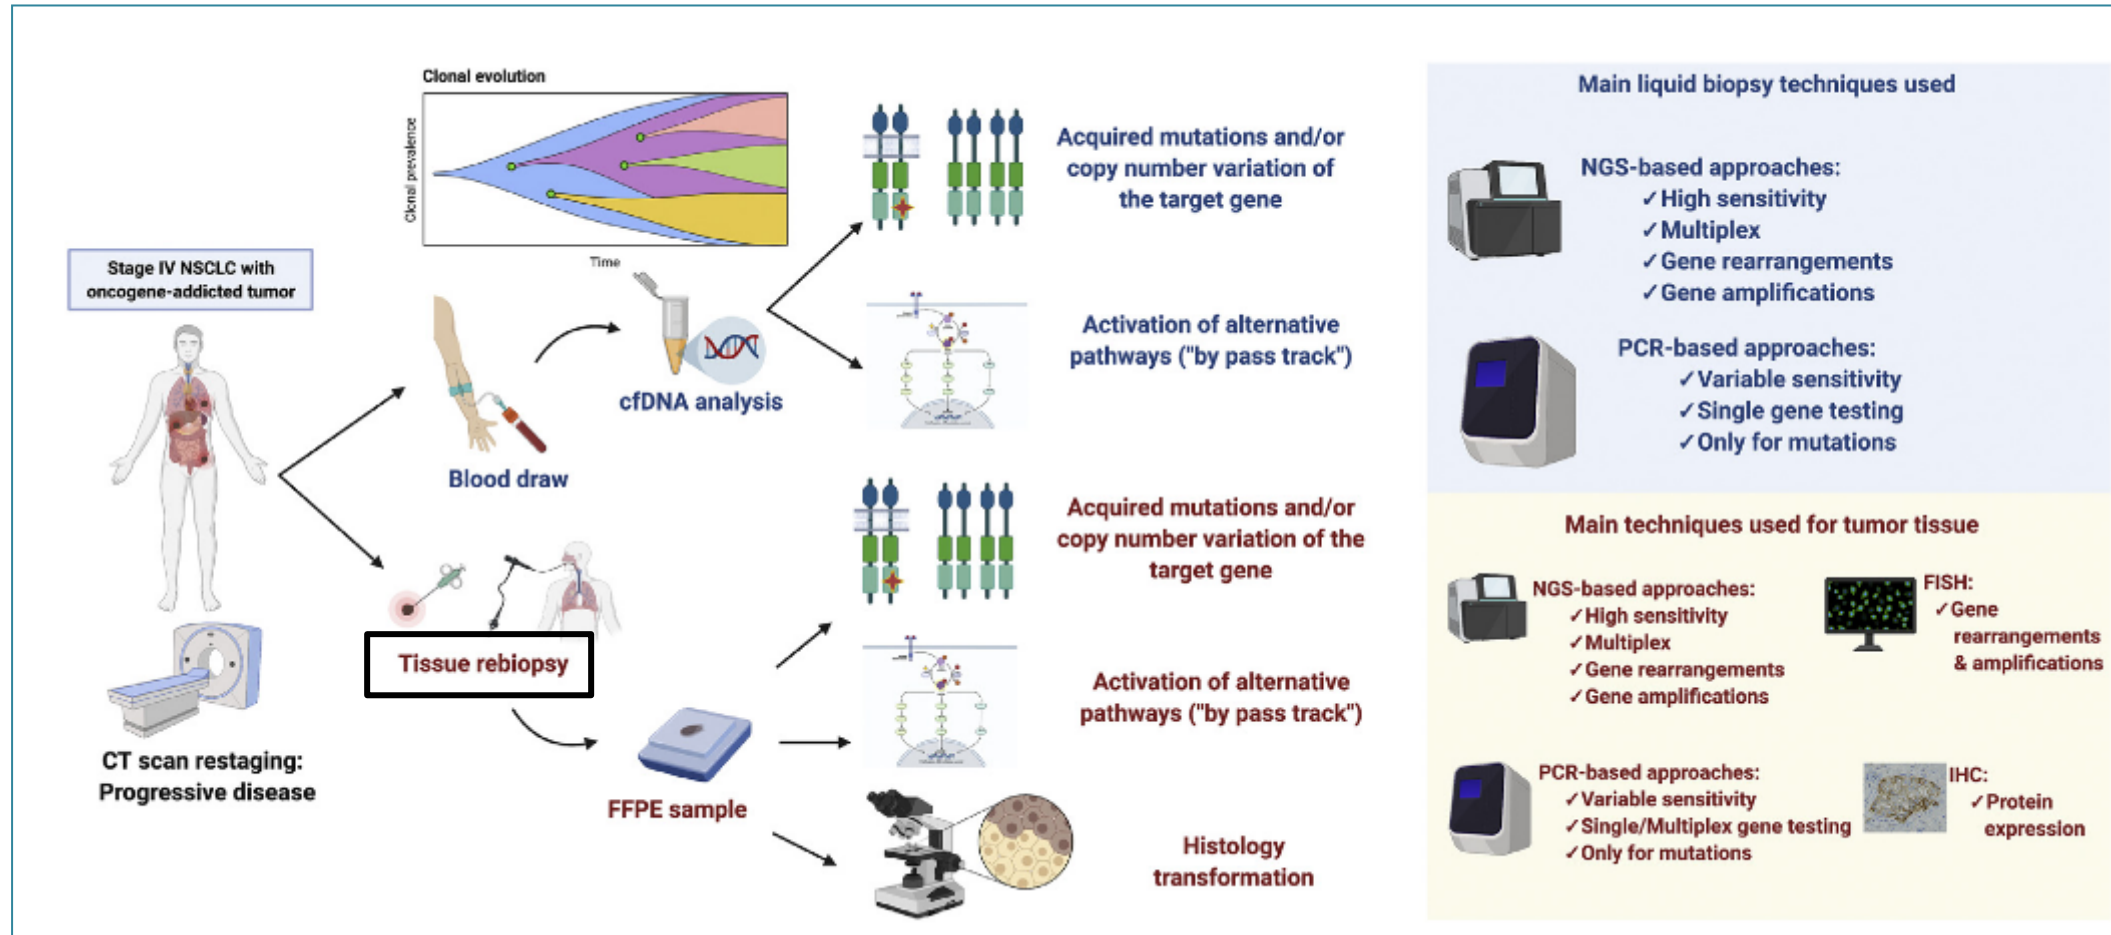 Clonal evolution
Clonal prevalence
Time
Stage IV NSCLC with
oncogene-addicted tumor
CT scan restaging:
Progressive disease
Blood draw
cfDNA analysis
Acquired mutations and/or
copy number variation of
the target gene
Activation of alternative
pathways ("by pass track")
Tissue rebiopsy
FFPE sample
Acquired mutations and/or
copy number variation of the
target gene
Activation of alternative
pathways ("by pass track")
Histology
transformation
Main liquid biopsy techniques used
NGS-based approaches:
✓High sensitivity
✓Multiplex
✓Gene rearrangements
✓Gene amplifications
PCR-based approaches:
✓Variable sensitivity
✓Single gene testing
✓Only for mutations
Main techniques used for tumor tissue
NGS-based approaches:
✓High sensitivity
✓Multiplex
✓Gene rearrangements
✓Gene amplifications
FISH:
✓Gene
rearrangements
& amplifications
PCR-based approaches:
✓Variable sensitivity
✓Single/Multiplex gene testing
✓Only for mutations
IHC:
✓Protein
expression